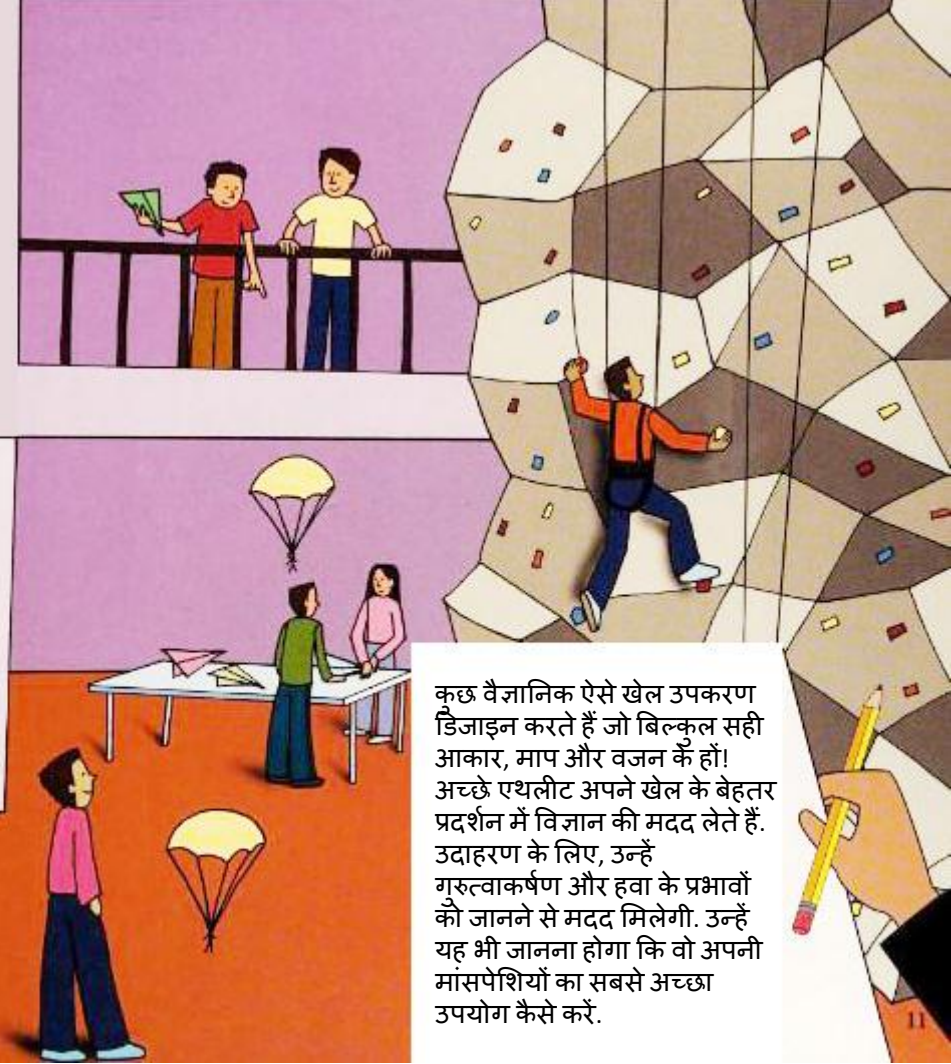 कुछ वैज्ञानिक ऐसे खेल उपकरण
डिजाइन करते हैं जो बिल्कुल सही
आकार, माप और वजन के हों!
अच्छे एथलीट अपने खेल के बेहतर
प्रदर्शन में विज्ञान की मदद लेते हैं.
उदाहरण के लिए, उन्हें
गुरुत्वाकर्षण और हवा के प्रभावों
को जानने से मदद मिलेगी. उन्हें
यह भी जानना होगा कि वो अपनी
मांसपेशियों का सबसे अच्छा
उपयोग कैसे करें.
11